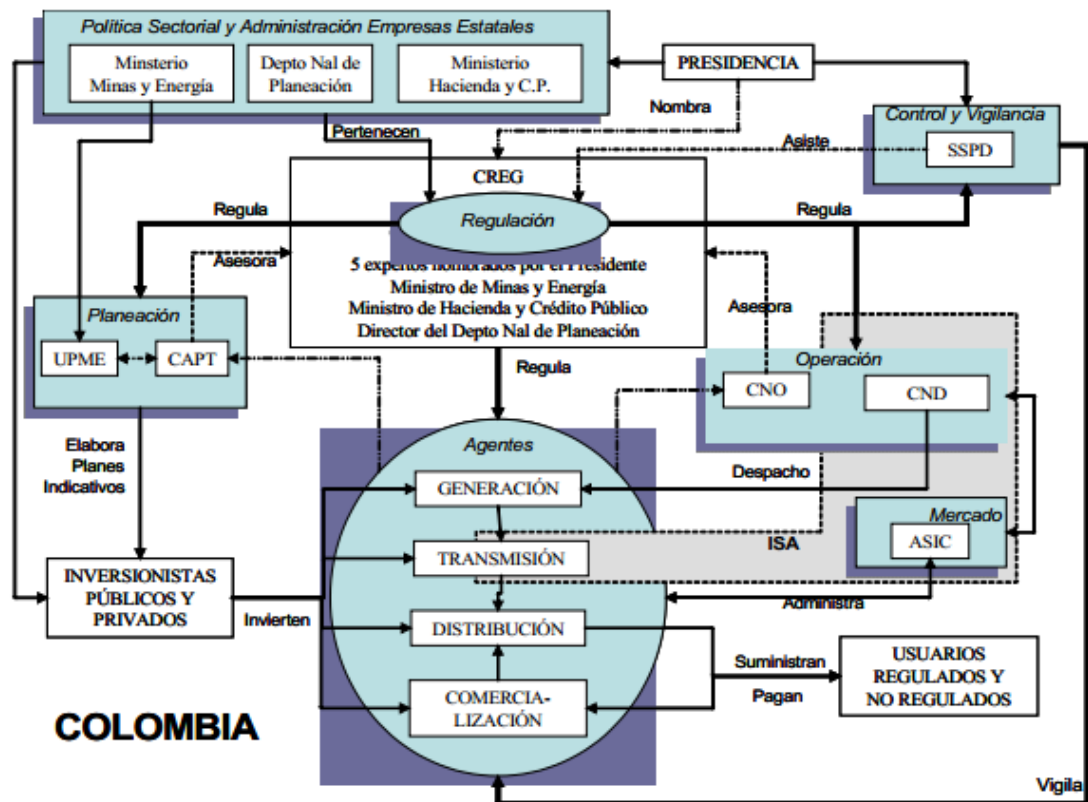 Política Sectorial y Administración Empresas Estatales
Minsterio
Minas y Energía
Depto Nal de
Planeación
Ministerio
Hacienda y C.P.
PRESIDENCIA
Nombra
Control y Vigilancia
SSPD
Pertenecen
Asiste
CREG
Regulación
Regula
Regula
5 expertos nombrados por el Presidente
Ministro de Minas y Energía
Ministro de Hacienda y Crédito Público
Director del Depto Nal de Planeación
Asesora
Asesora
Planeación
UPME
CAPT
Regula
Operación
CNO
CND
Elabora
Planes
Indicativos
Agentes
GENERACIÓN
Despacho
Mercado
ASIC
TRANSMISIÓN
ISA
INVERSIONISTAS
PÚBLICOS Y
PRIVADOS
Invierten
Administra
DISTRIBUCIÓN
Suministran
Pagan
USUARIOS
REGULADOS Y
NO REGULADOS
COMERCIA-
LIZACIÓN
COLOMBIA
Vigila